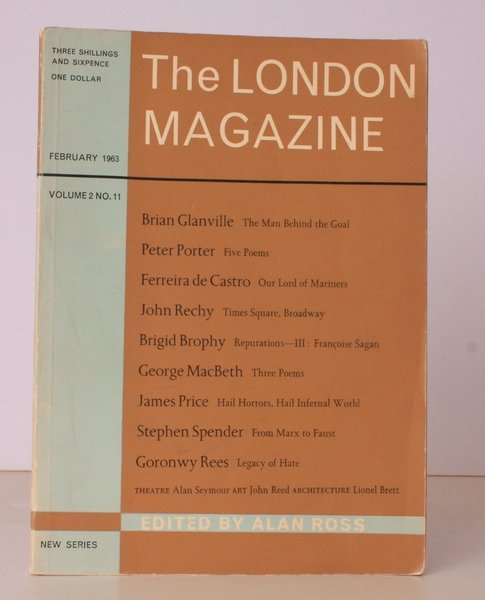 THREE SHILLINGS
AND SIXPENCE
ONE DOLLAR
The LONDON
MAGAZINE
FEBRUARY 1963
VOLUME 2 NO. 11
Brian Glanville The Man Behind the Goal
Peter Porter Five Poems
Ferreira de Castro Our Lord of Mariners
John Rechy Times Square, Broadway
Brigid Brophy Reputations—III: Françoise Sagan
George MacBeth Three Poems
James Price Hail Horrors, Hail Infernal World
Stephen Spender From Marx to Faust
Goronwy Rees Legacy of Hate
THEATRE Alan Seymour ART John Reed ARCHITECTURE Lionel Brett
EDITED BY ALAN ROSS
NEW SERIES